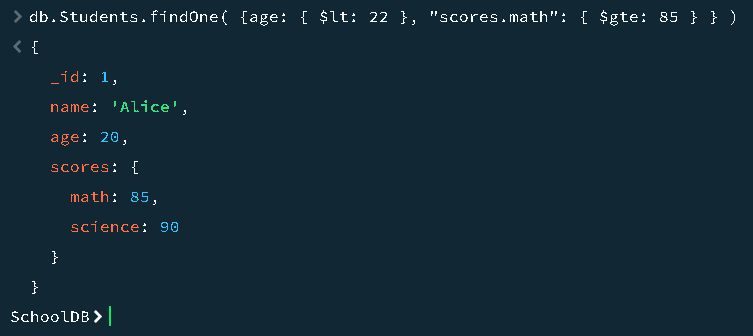 > db.Students.findOne( {age: { $lt: 22 }, "scores.math": { $gte: 85 } } )
< {
_id: 1,
name: 'Alice',
age: 20,
scores: {
math: 85,
science: 90
}
}
SchoolDB>